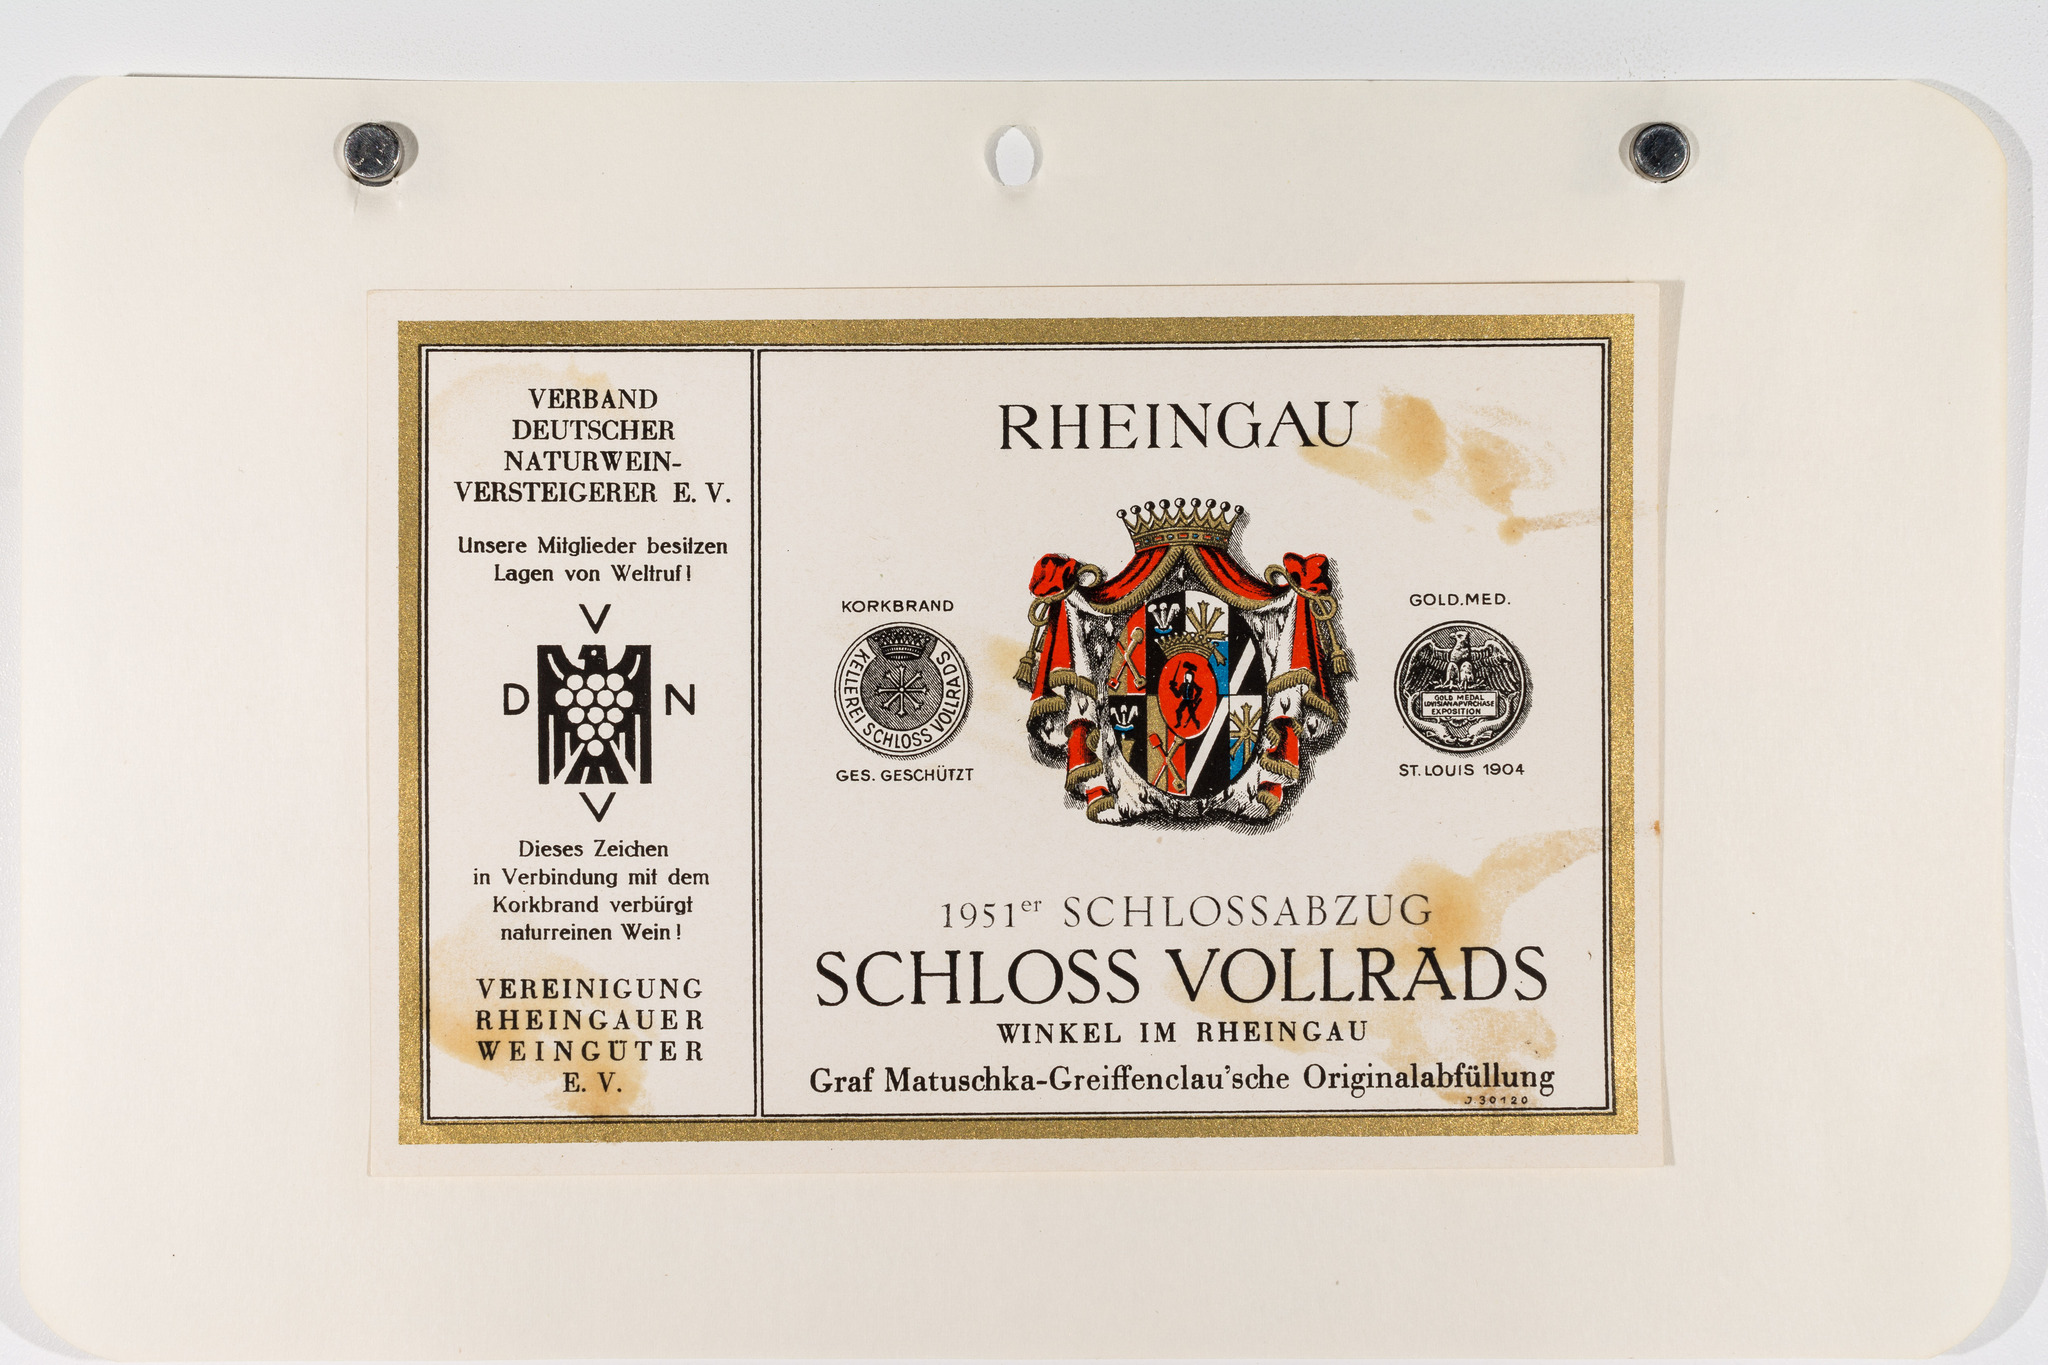 VERBAND
DEUTSCHER
NATURWEIN-
VERSTEIGERER E. V.
Unsere Mitglieder besitzen
Lagen von Weltruf!
V
D N
V
Dieses Zeichen
in Verbindung mit dem
Korkbrand verbürgt
naturreinen Wein!
VEREINIGUNG
RHEINGAUER
WEINGÜTER
E. V.
RHEINGAU
KORKBRAND
KELLEREI SCHLOSS VOLLRADS
GES. GESCHÜTZT
GOLD.MED.
GOLD MEDAL
LOVISIANA PVRCHASE
EXPOSITION
ST. LOUIS 1904
1951er SCHLOSSABZUG
SCHLOSS VOLLRADS
WINKEL IM RHEINGAU
Graf Matuschka-Greiffenclau'sche Originalabfüllung
J. 30120